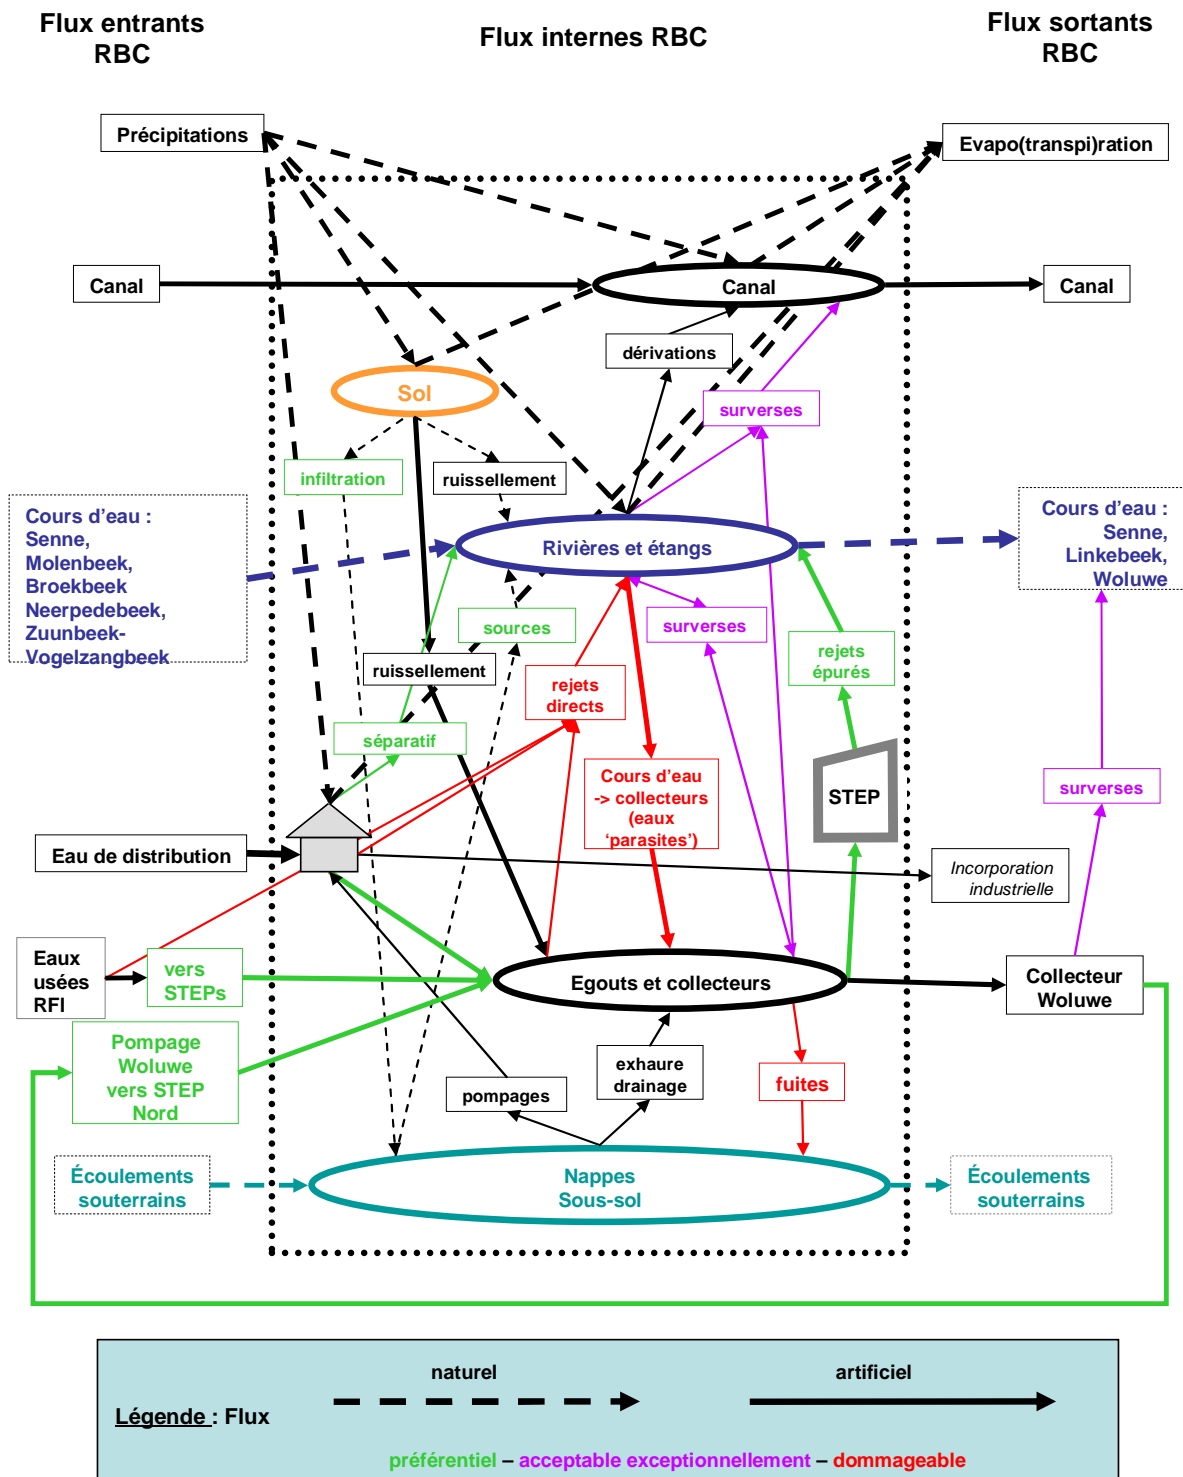 Flux entrants
RBC
Flux internes RBC
Flux sortants
RBC
Précipitations
Evapo(transpi)ration
Canal
Canal
Canal
dérivations
Sol
surverses
infiltration
ruissellement
Cours d’eau :
Senne,
Molenbeek,
Broekbeek
Neerpedebeek,
Zuunbeek-
Vogelzangbeek
Rivières et étangs
Cours d’eau :
Senne,
Linkebeek,
Woluwe
sources
surverses
rejets
épurés
ruissellement
rejets
directs
séparatif
Cours d’eau
-> collecteurs
(eaux
‘parasites’)
STEP
surverses
Eau de distribution
Incorporation
industrielle
Eaux
usées
RFl
vers
STEPs
Egouts et collecteurs
Collecteur
Woluwe
Pompage
Woluwe
vers STEP
Nord
pompages
exhaure
drainage
fuites
Écoulements
souterrains
Nappes
Sous-sol
Écoulements
souterrains
naturel
artificiel
Légende : Flux
préférentiel – acceptable exceptionnellement – dommageable